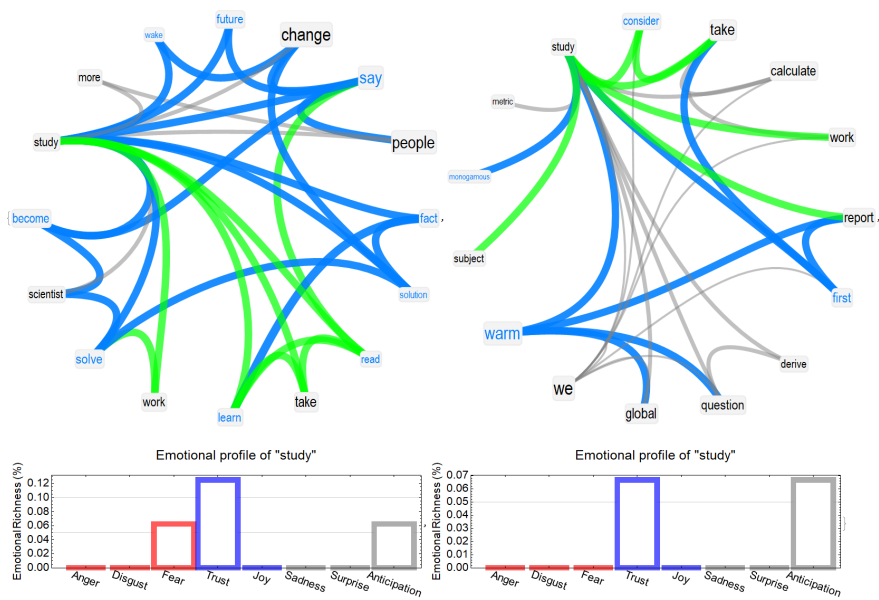 future
wake
change
more
say
study
people
{ become
fact ,
scientist
solution
solve
read
work
learn
take
consider
study
take
calculate
metric
work
monogamous
report ,
subject
first
warm
derive
we
global
question
Emotional profile of "study"
Emotional Richness (%)
0.12
0.10
0.08
0.06
0.04
0.02
0.00
Anger Disgust Fear Trust Joy Sadness Surprise Anticipation
,
Emotional profile of "study"
Emotional Richness (%)
0.07
0.06
0.05
0.04
0.03
0.02
0.01
0.00
Anger Disgust Fear Trust Joy Sadness Surprise Anticipation
}